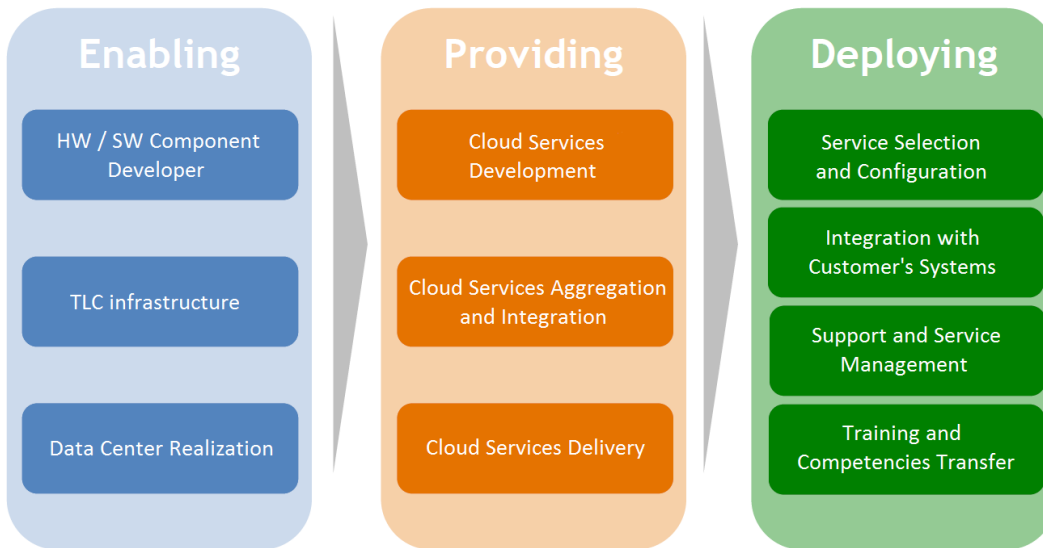 Enabling
HW / SW Component
Developer
TLC infrastructure
Data Center Realization
Providing
Cloud Services
Development
Cloud Services Aggregation
and Integration
Cloud Services Delivery
Deploying
Service Selection
and Configuration
Integration with
Customer's Systems
Support and Service
Management
Training and
Competencies Transfer